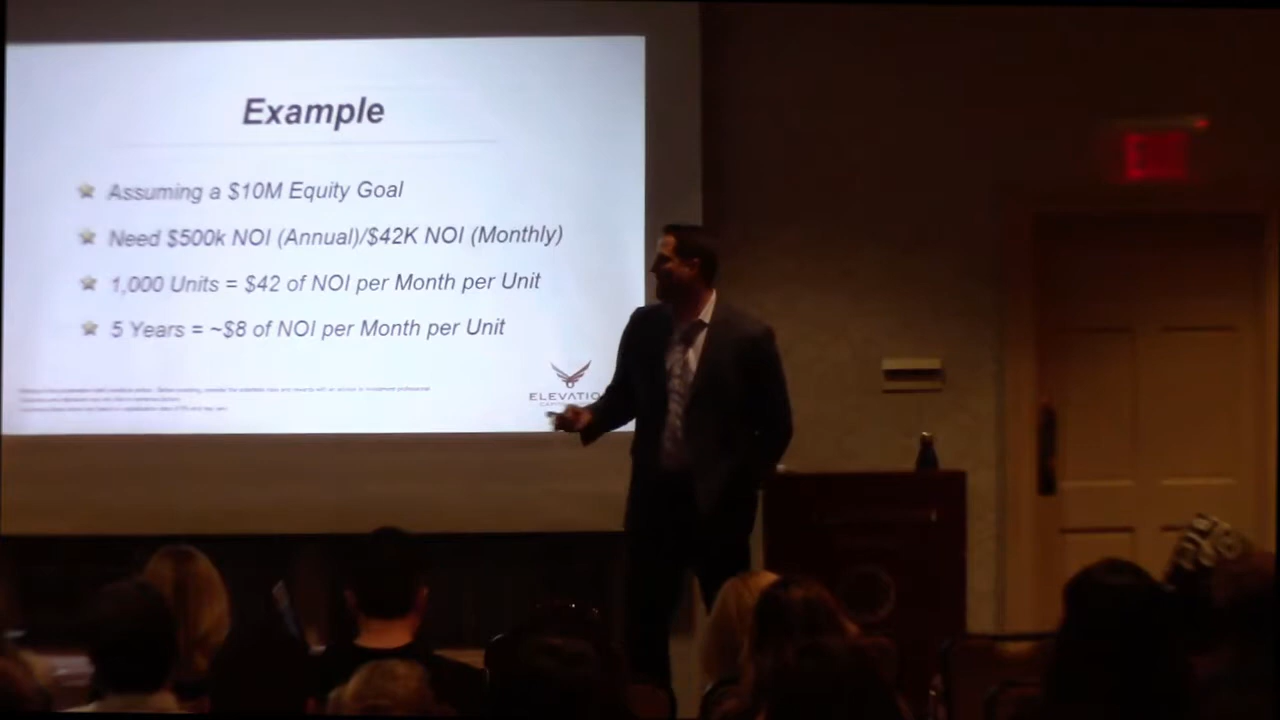 Example
Assuming a $10M Equity Goal
Need $500k NOI (Annual)/$42K NOI (Monthly)
1,000 Units = $42 of NOI per Month per Unit
5 Years = ~$8 of NOI per Month per Unit
ELEVATIO